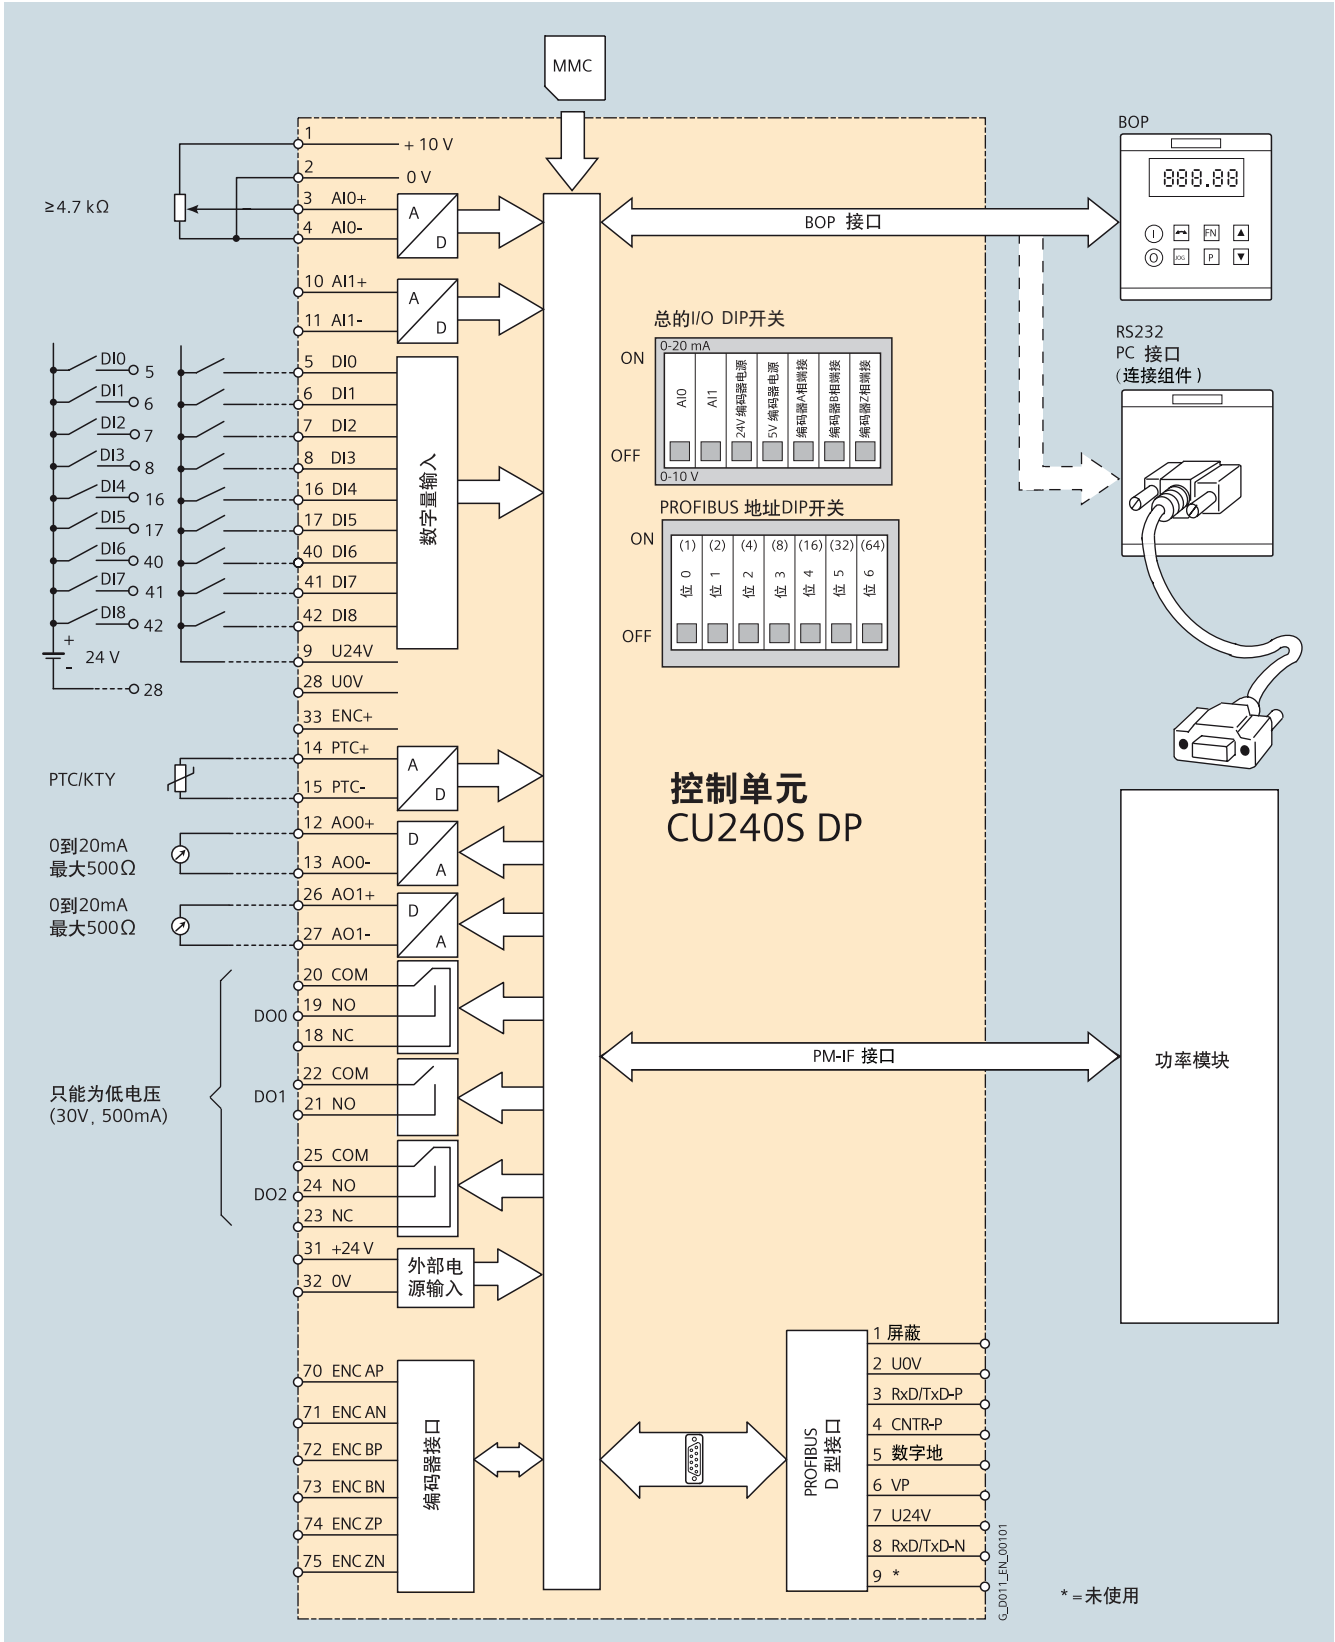 MMC
BOP
888.88
FN
JOG
P
BOP 接口
RS232
PC 接口
(连接组件)
1
+ 10 V
2
0 V
3 AI0+
4 AI0-
≥4.7 kΩ
A
D
10 AI1+
11 AI1-
A
D
DI0
5
DI1
6
DI2
7
DI3
8
DI4
16
DI5
17
DI6
40
DI7
41
DI8
42
+
-
24 V
28
5 DI0
6 DI1
7 DI2
8 DI3
16 DI4
17 DI5
40 DI6
41 DI7
42 DI8
数字量输入
9 U24V
28 U0V
33 ENC+
总的I/O DIP开关
ON
OFF
0-20 mA
AI0
AI1
24V 编码器电源
5V 编码器电源
编码器A相端接
编码器B相端接
编码器Z相端接
0-10 V
PROFIBUS 地址DIP开关
ON
OFF
(1) (2) (4) (8) (16) (32) (64)
位 0
位 1
位 2
位 3
位 4
位 5
位 6
PTC/KTY
14 PTC+
15 PTC-
A
D
控制单元
CU240S DP
0到20mA
最大500Ω
12 AO0+
13 AO0-
D
A
0到20mA
最大500Ω
26 AO1+
27 AO1-
D
A
20 COM
19 NO
18 NC
DO0
22 COM
21 NO
DO1
25 COM
24 NO
23 NC
DO2
只能为低电压
(30V, 500mA)
PM-IF 接口
功率模块
31 +24 V
32 0V
外部电
源输入
70 ENC AP
71 ENC AN
72 ENC BP
73 ENC BN
74 ENC ZP
75 ENC ZN
编码器接口
PROFIBUS
D 型接口
1 屏蔽
2 U0V
3 RxD/TxD-P
4 CNTR-P
5 数字地
6 VP
7 U24V
8 RxD/TxD-N
9 *
G_D011_EN_00101
* =未使用